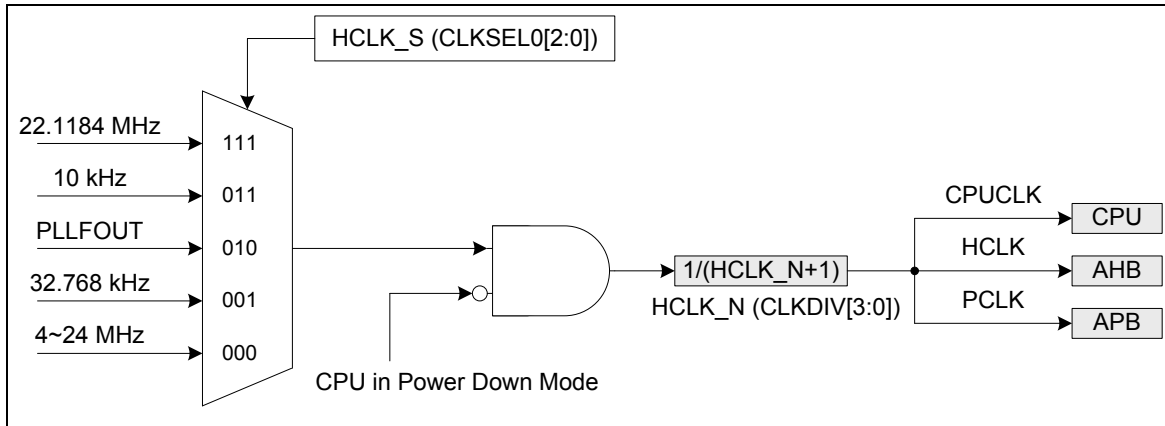 HCLK_S (CLKSEL0[2:0])
22.1184 MHz
111
10 kHz
011
PLLFOUT
010
32.768 kHz
001
4~24 MHz
000
CPU in Power Down Mode
1/(HCLK_N+1)
HCLK_N (CLKDIV[3:0])
CPUCLK
CPU
HCLK
AHB
PCLK
APB